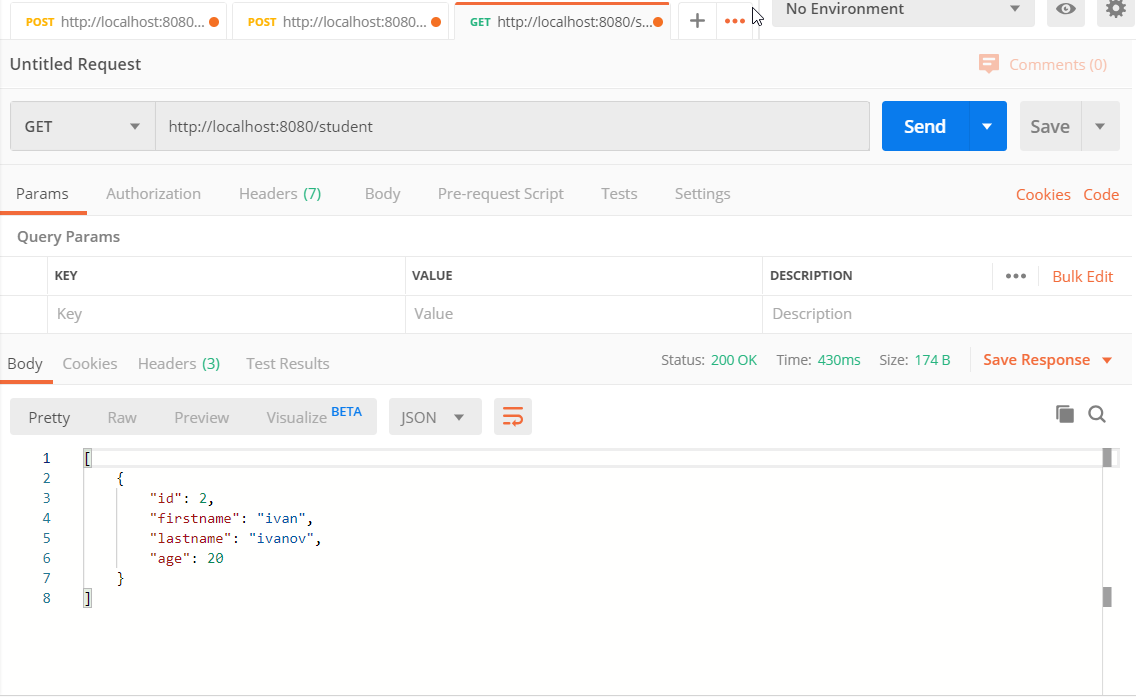 POST http://localhost:8080... POST http://localhost:8080... GET http://localhost:8080/s... No Environment
Untitled Request Comments (0)
GET http://localhost:8080/student Send Save
Params Authorization Headers (7) Body Pre-request Script Tests Settings Cookies Code
Query Params
KEY VALUE DESCRIPTION Bulk Edit
Key Value Description
Body Cookies Headers (3) Test Results Status: 200 OK Time: 430ms Size: 174 B Save Response
Pretty Raw Preview Visualize BETA JSON
1 [
2 {
3 "id": 2,
4 "firstname": "ivan",
5 "lastname": "ivanov",
6 "age": 20
7 }
8 ]